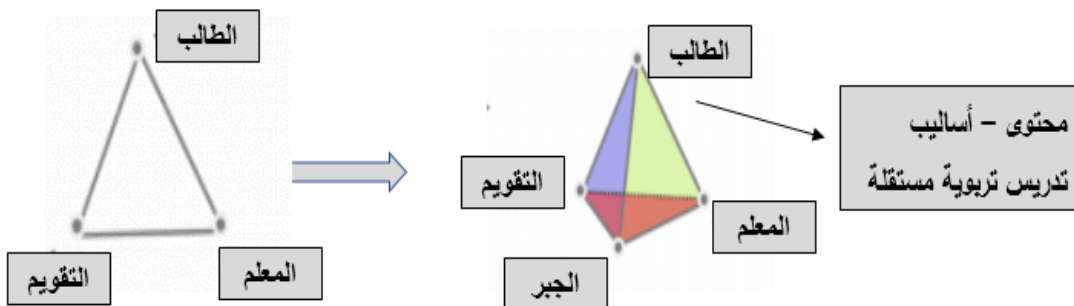 الطالب
الطالب
محتوى – أساليب
تدريس تربوية مستقلة
التقويم
المعلم
التقويم
المعلم
الجبر